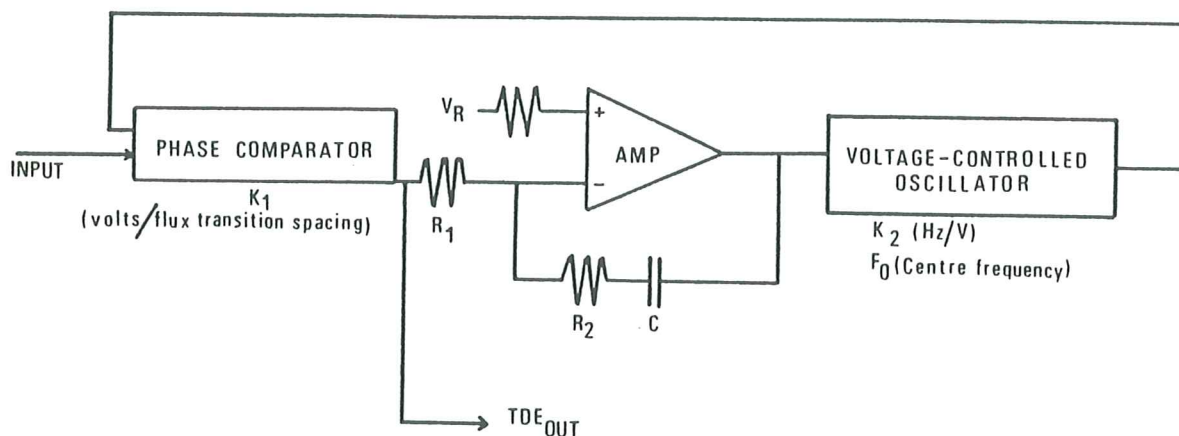 INPUT
PHASE COMPARATOR
K1
(volts/flux transition spacing)
R1
VR
+
AMP
−
R2
C
VOLTAGE-CONTROLLED
OSCILLATOR
K2 (Hz/V)
F0 (Centre frequency)
TDEOUT